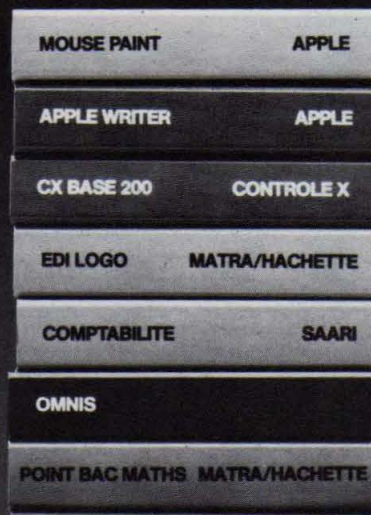 MOUSE PAINT APPLE
APPLE WRITER APPLE
CX BASE 200 CONTROLE X
EDI LOGO MATRA/HACHETTE
COMPTABILITE SAARI
OMNIS
POINT BAC MATHS MATRA/HACHETTE